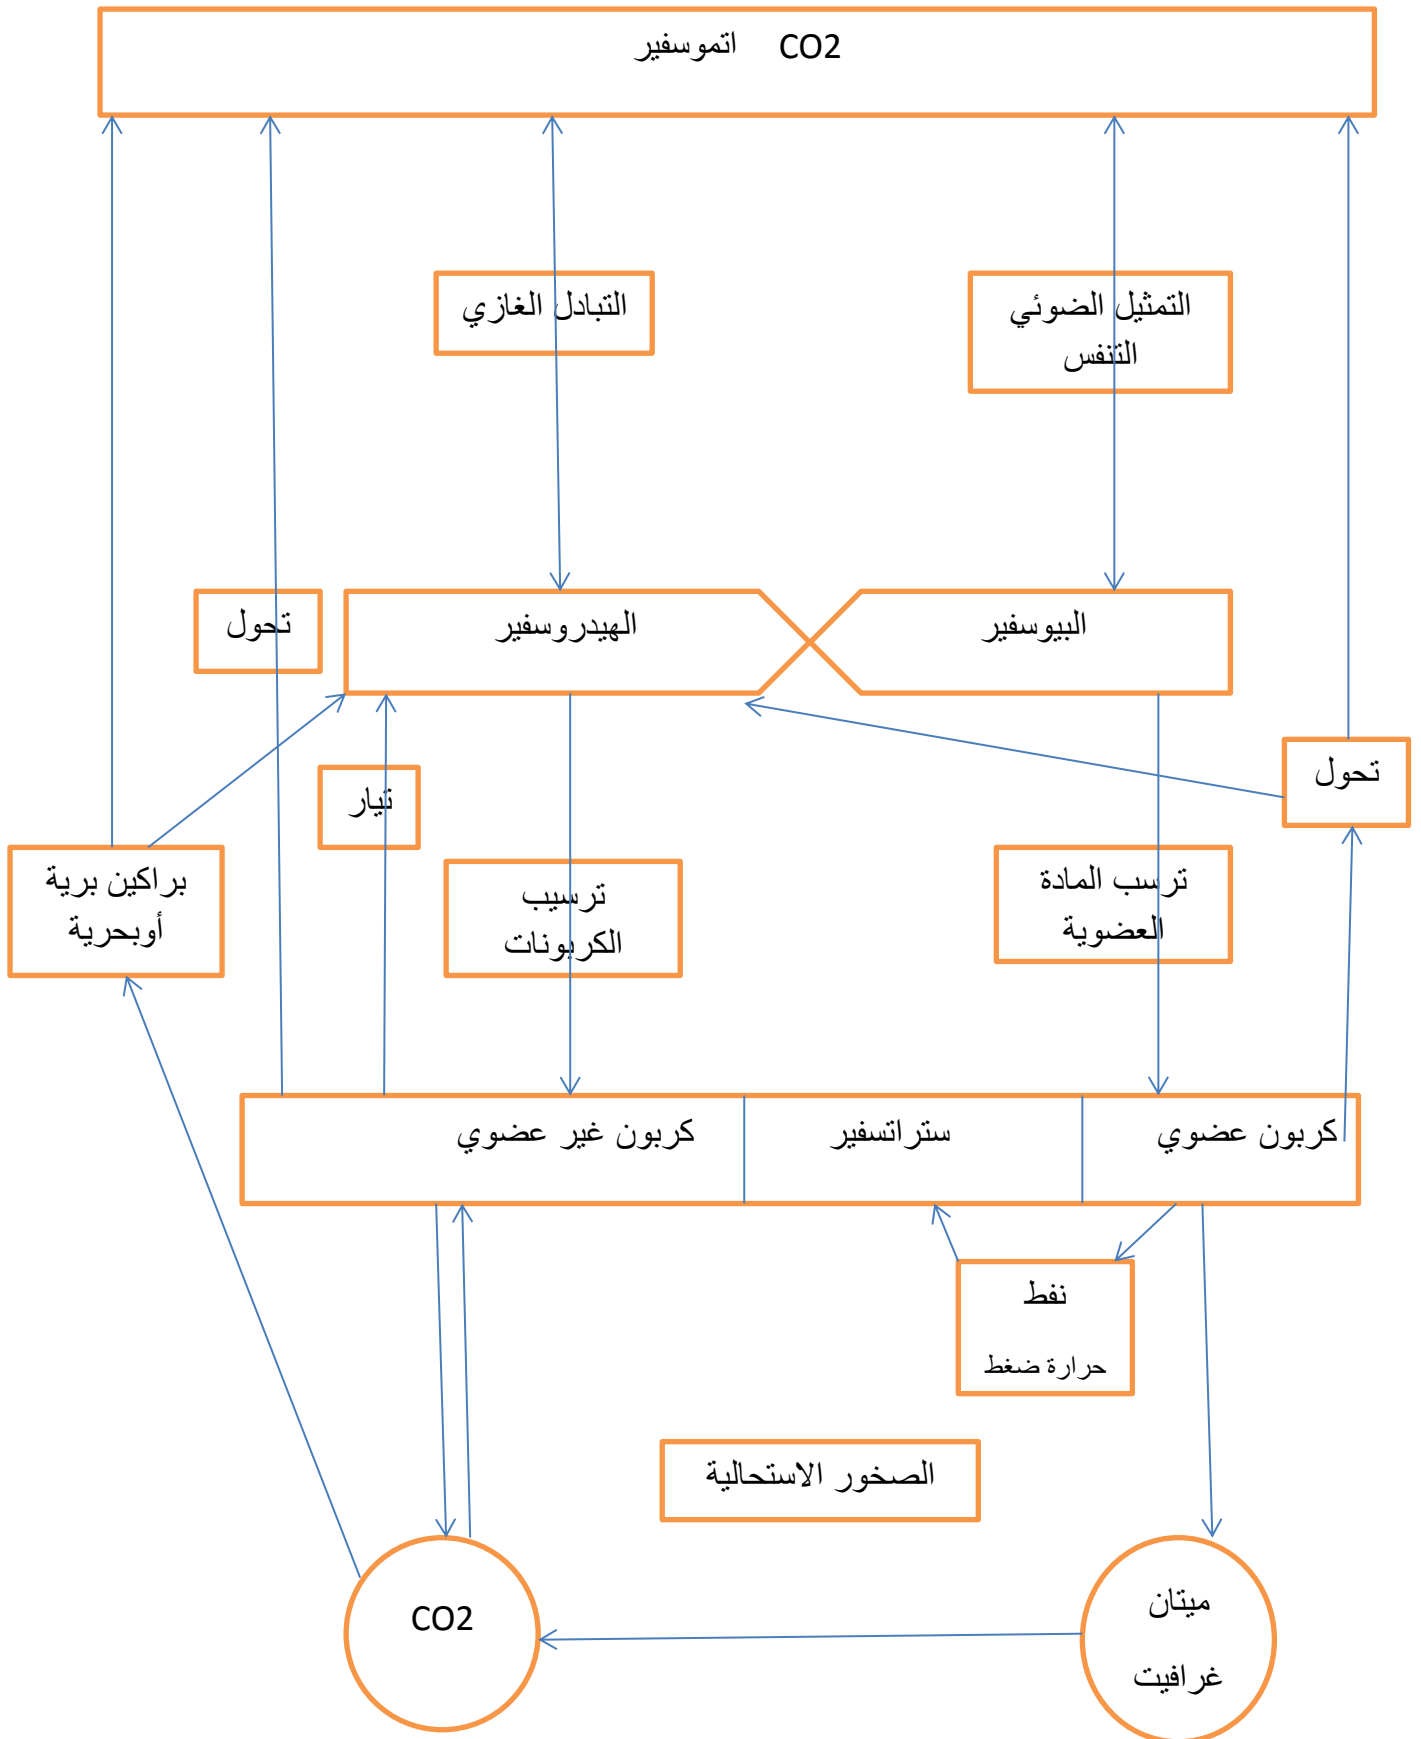 اتموسفير CO2
التبادل الغازي
التمثيل الضوئي
التنفس
تحول
الهيدروسفير
البيوسفير
تحول
تيار
براكين برية
أوبحرية
ترسيب
الكربونات
ترسب المادة
العضوية
كربون غير عضوي
ستراتسفير
كربون عضوي
نفط
حرارة ضغط
الصخور الاستحالية
CO2
ميتان
غرافيت